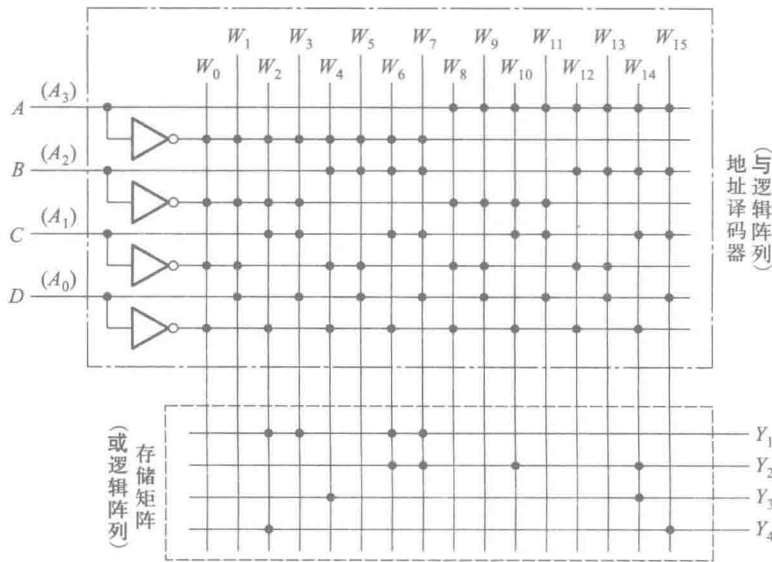 W₁ W₃ W₅ W₇ W₉ W₁₁ W₁₃ W₁₅
W₀ W₂ W₄ W₆ W₈ W₁₀ W₁₂ W₁₄
A (A₃)
B (A₂)
C (A₁)
D (A₀)
地址译码器
(与逻辑阵列)
存储矩阵
(或逻辑阵列)
Y₁
Y₂
Y₃
Y₄